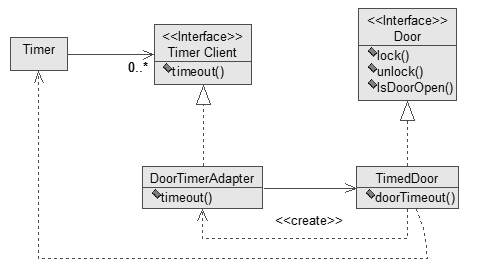 <<Interface>>
Timer Client
timeout()
<<Interface>>
Door
lock()
unlock()
IsDoorOpen()
Timer
0..*
DoorTimerAdapter
timeout()
TimedDoor
doorTimeout()
<<create>>